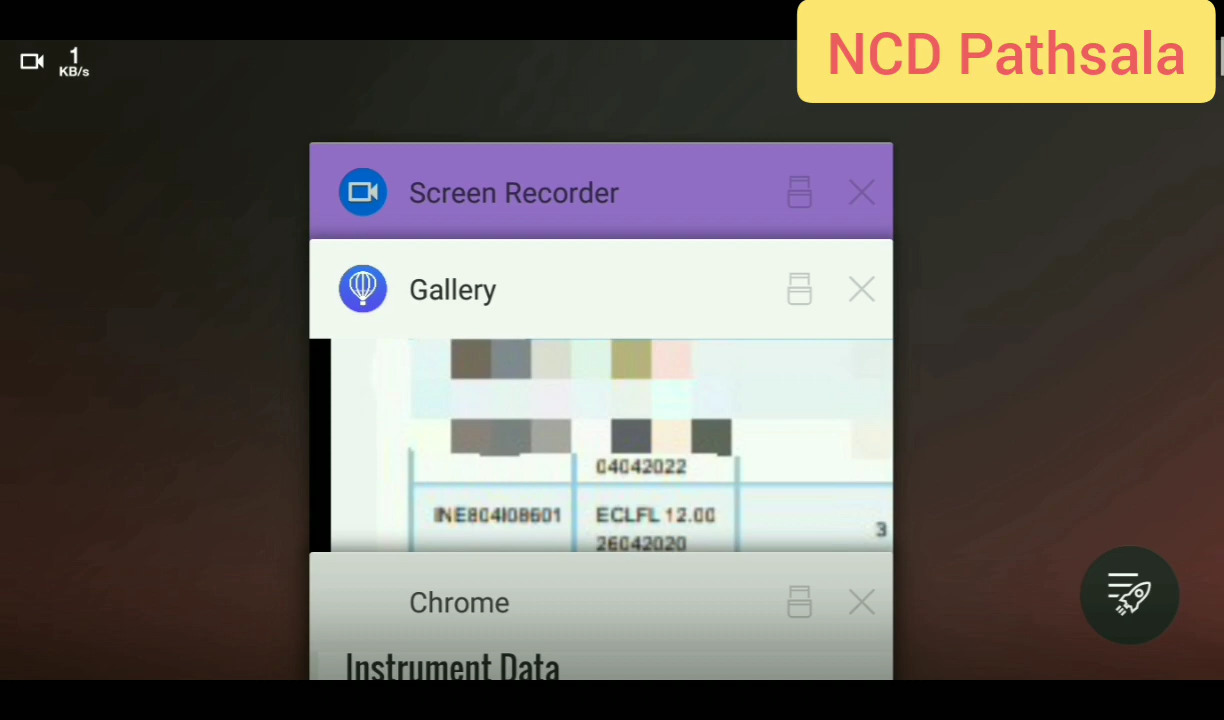 NCD Pathsala
1
KB/s
Screen Recorder
Gallery
04042022
INE804I08601
ECLFL 12.00
3
26042020
Chrome
Instrument Data